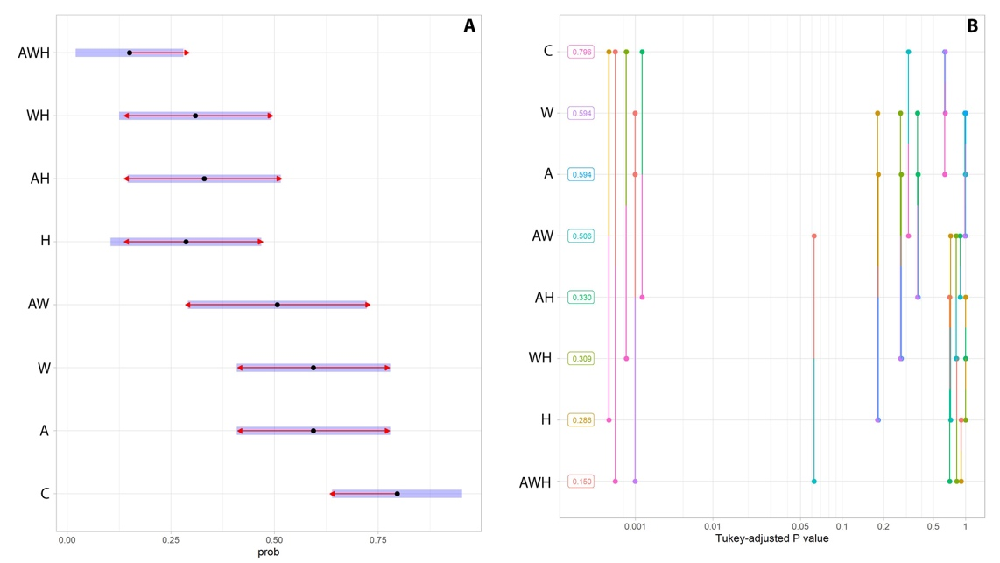 A
AWH
WH
AH
H
AW
W
A
C
0.00 0.25 0.50 0.75
prob
B
C 0.796
W 0.594
A 0.594
AW 0.506
AH 0.330
WH 0.309
H 0.286
AWH 0.150
0.001 0.01 0.05 0.1 0.2 0.5 1
Tukey-adjusted P value